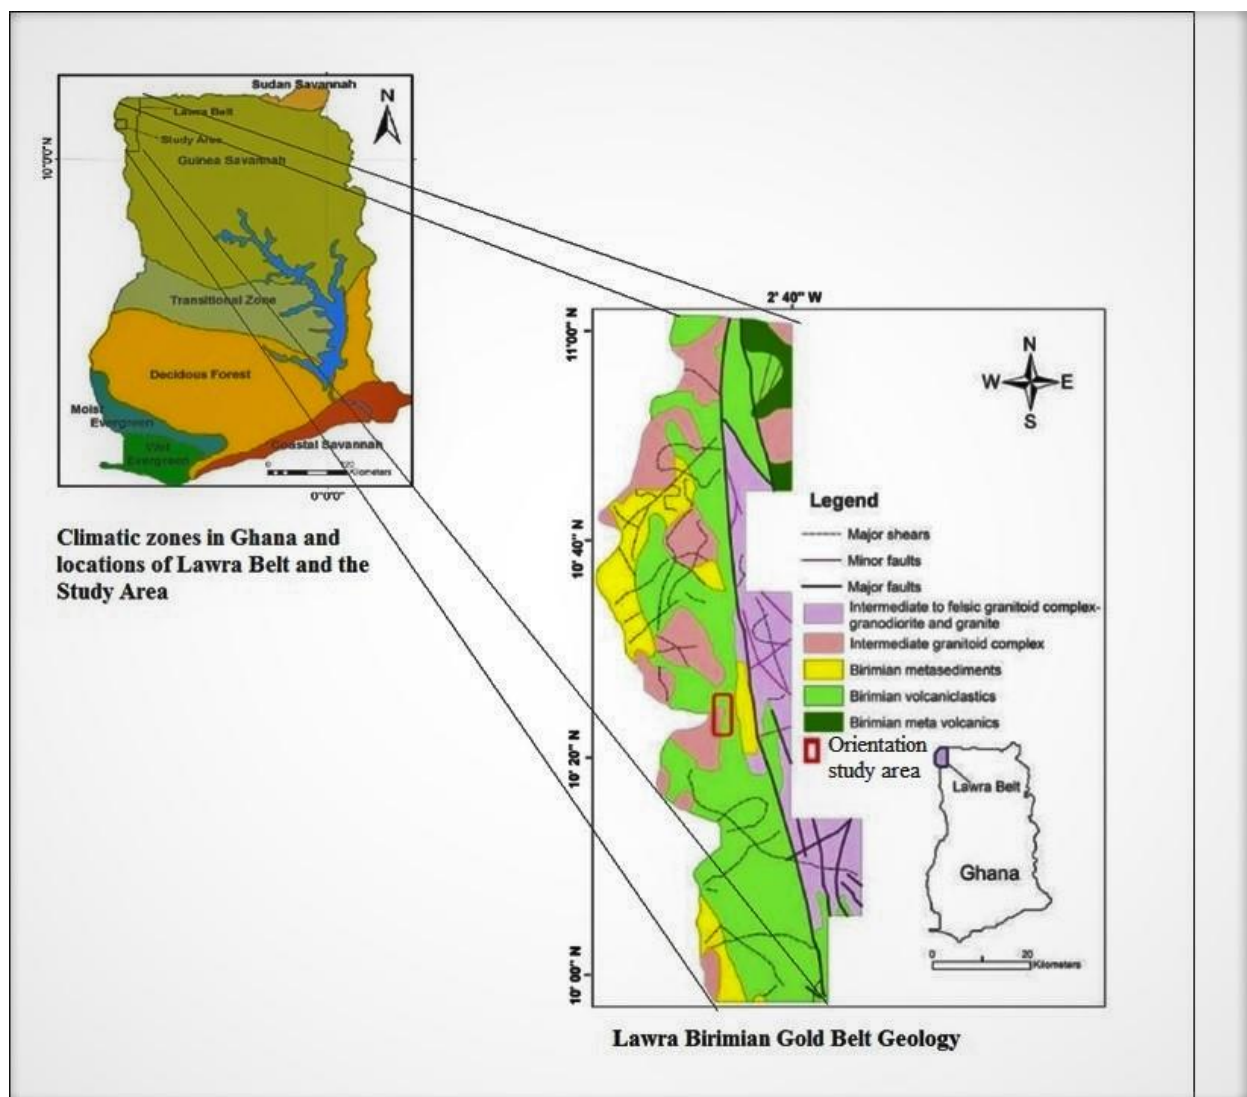 Sudan Savannah
N
Lawra Belt
Study Area
10°0'0"N
Guinea Savannah
Transitional Zone
Decidous Forest
Moist
Evergreen
Wet
Evergreen
Coastal Savannah
0 120
Kilometers
0°0'0"
Climatic zones in Ghana and
locations of Lawra Belt and the
Study Area
2' 40" W
11'00" N
10' 40" N
10' 20" N
10' 00" N
N
W E
S
Legend
Major shears
Minor faults
Major faults
Intermediate to felsic granitoid complex-
granodiorite and granite
Intermediate granitoid complex
Birimian metasediments
Birimian volcaniclastics
Birimian meta volcanics
Orientation
study area
Lawra Belt
Ghana
0 20
Kilometers
Lawra Birimian Gold Belt Geology